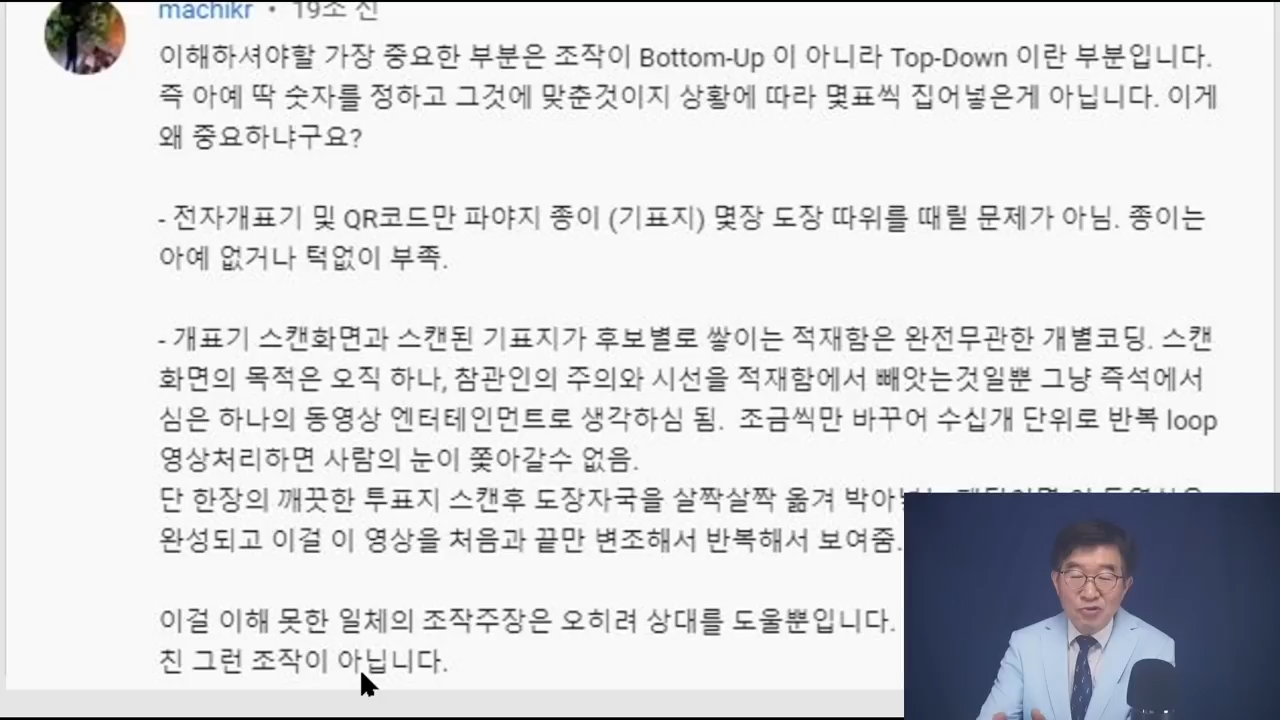 machikr • 19초 전
이해하셔야할 가장 중요한 부분은 조작이 Bottom-Up 이 아니라 Top-Down 이란 부분입니다.
즉 아예 딱 숫자를 정하고 그것에 맞춘것이지 상황에 따라 몇표씩 집어넣은게 아닙니다. 이게
왜 중요하냐구요?
- 전자개표기 및 QR코드만 파야지 종이 (기표지) 몇장 도장 따위를 때릴 문제가 아님. 종이는
아예 없거나 턱없이 부족.
- 개표기 스캔화면과 스캔된 기표지가 후보별로 쌓이는 적재함은 완전무관한 개별코딩. 스캔
화면의 목적은 오직 하나, 참관인의 주의와 시선을 적재함에서 빼앗는것일뿐 그냥 즉석에서
심은 하나의 동영상 엔터테인먼트로 생각하심 됨. 조금씩만 바꾸어 수십개 단위로 반복 loop
영상처리하면 사람의 눈이 쫓아갈수 없음.
단 한장의 깨끗한 투표지 스캔후 도장자국을 살짝살짝 옮겨
완성되고 이걸 이 영상을 처음과 끝만 변조해서 반복해서 보여줌.
이걸 이해 못한 일체의 조작주장은 오히려 상대를 도울뿐입니다.
친 그런 조작이 아닙니다.